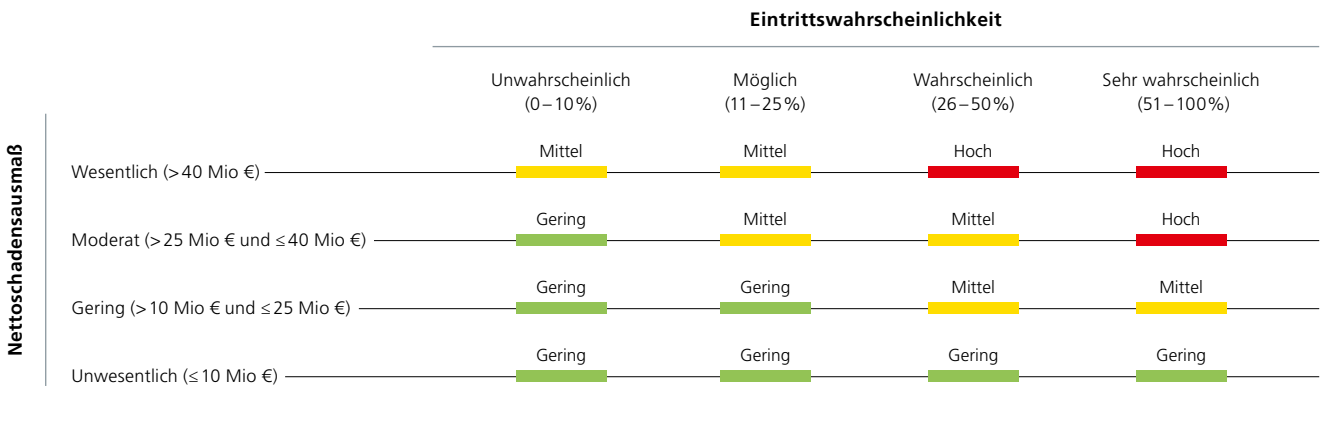 Eintrittswahrscheinlichkeit
Unwahrscheinlich Möglich Wahrscheinlich Sehr wahrscheinlich
(0–10%) (11–25%) (26–50%) (51–100%)
Nettoschadensausmaß
Mittel Mittel Hoch Hoch
Wesentlich (>40 Mio €)
Gering Mittel Mittel Hoch
Moderat (>25 Mio € und ≤40 Mio €)
Gering Gering Mittel Mittel
Gering (>10 Mio € und ≤25 Mio €)
Gering Gering Gering Gering
Unwesentlich (≤10 Mio €)